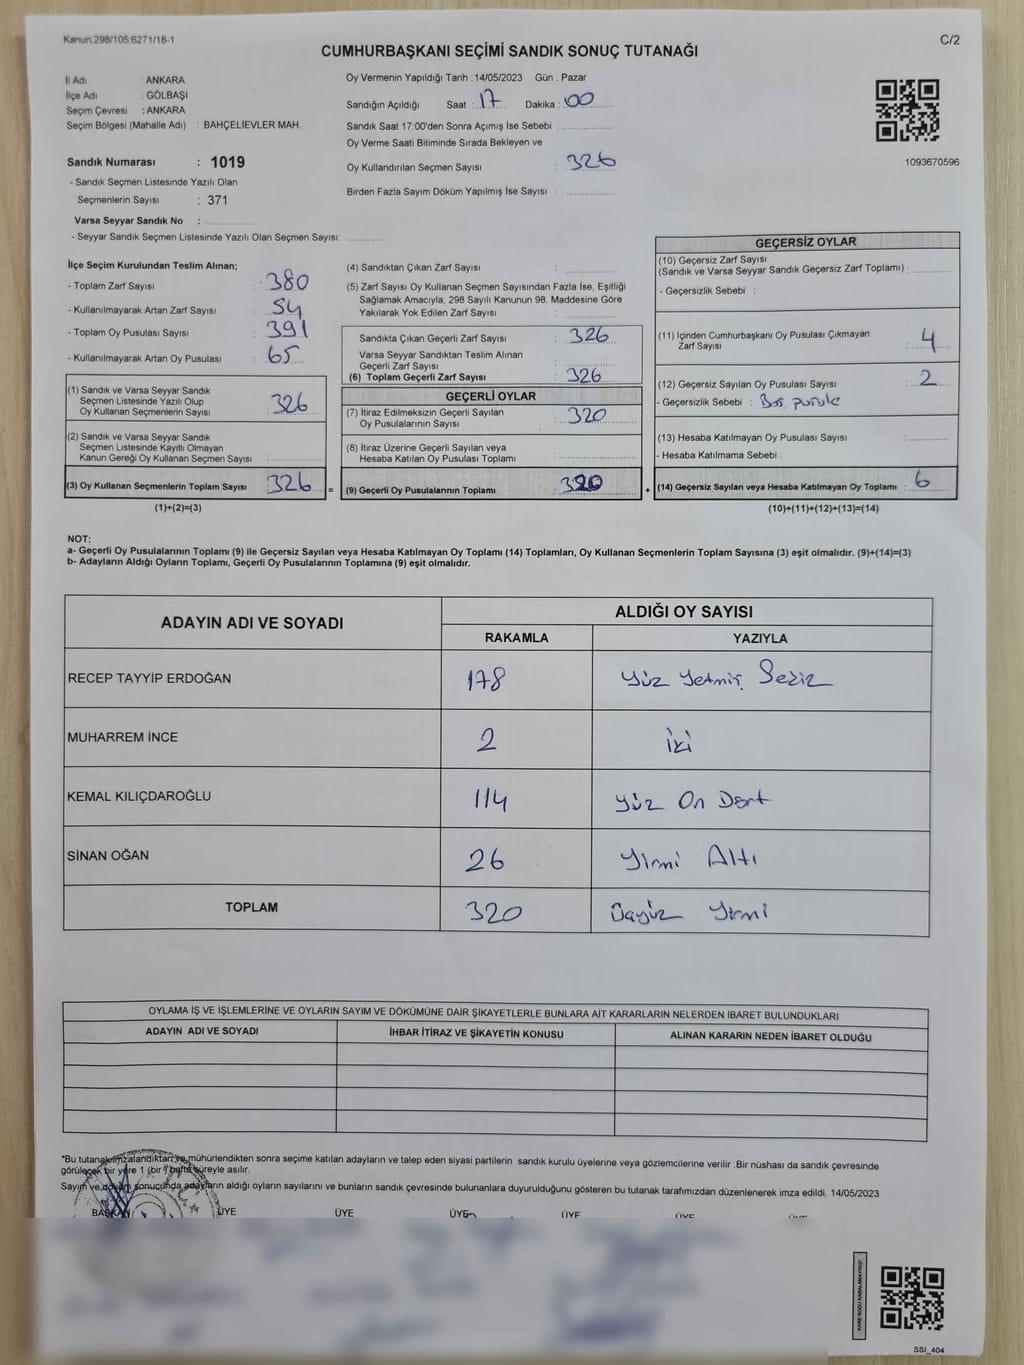 Kanun:298/105;6271/18-1
C/2
CUMHURBAŞKANI SEÇİMİ SANDIK SONUÇ TUTANAĞI
İl Adı : ANKARA
İlçe Adı : GÖLBAŞI
Seçim Çevresi : ANKARA
Seçim Bölgesi (Mahalle Adı) : BAHÇELİEVLER MAH.
Oy Vermenin Yapıldığı Tarih : 14/05/2023 Gün : Pazar
Sandığın Açıldığı Saat : 17 Dakika : 00
Sandık Saat 17:00'den Sonra Açımış İse Sebebi :
Oy Verme Saati Bitiminde Sırada Bekleyen ve
Oy Kullandırılan Seçmen Sayısı : 326
Birden Fazla Sayım Döküm Yapılmış İse Sayısı :
1093670596
Sandık Numarası : 1019
- Sandık Seçmen Listesinde Yazılı Olan
Seçmenlerin Sayısı : 371
Varsa Seyyar Sandık No :
- Seyyar Sandık Seçmen Listesinde Yazılı Olan Seçmen Sayısı:
İlçe Seçim Kurulundan Teslim Alınan;
- Toplam Zarf Sayısı : 380
- Kullanılmayarak Artan Zarf Sayısı : 54
- Toplam Oy Pusulası Sayısı : 391
- Kullanılmayarak Artan Oy Pusulası : 65
(1) Sandık ve Varsa Seyyar Sandık
Seçmen Listesinde Yazılı Olup
Oy Kullanan Seçmenlerin Sayısı : 326
(2) Sandık ve Varsa Seyyar Sandık
Seçmen Listesinde Kayıtlı Olmayan
Kanun Gereği Oy Kullanan Seçmen Sayısı :
(3) Oy Kullanan Seçmenlerin Toplam Sayısı : 326 =
(1)+(2)=(3)
(4) Sandıktan Çıkan Zarf Sayısı :
(5) Zarf Sayısı Oy Kullanan Seçmen Sayısından Fazla İse, Eşitliği
Sağlamak Amacıyla; 298 Sayılı Kanunun 98. Maddesine Göre
Yakılarak Yok Edilen Zarf Sayısı :
Sandıkta Çıkan Geçerli Zarf Sayısı : 326
Varsa Seyyar Sandıktan Teslim Alınan
Geçerli Zarf Sayısı :
(6) Toplam Geçerli Zarf Sayısı : 326
GEÇERLİ OYLAR
(7) İtiraz Edilmeksizin Geçerli Sayılan
Oy Pusulalarının Sayısı : 320
(8) İtiraz Üzerine Geçerli Sayılan veya
Hesaba Katılan Oy Pusulası Toplamı :
(9) Geçerli Oy Pusulalarının Toplamı : 320 +
GEÇERSİZ OYLAR
(10) Geçersiz Zarf Sayısı
(Sandık ve Varsa Seyyar Sandık Geçersiz Zarf Toplamı) :
- Geçersizlik Sebebi :
(11) İçinden Cumhurbaşkanı Oy Pusulası Çıkmayan
Zarf Sayısı : 4
(12) Geçersiz Sayılan Oy Pusulası Sayısı : 2
- Geçersizlik Sebebi : Boş pusula
(13) Hesaba Katılmayan Oy Pusulası Sayısı :
- Hesaba Katılmama Sebebi :
(14) Geçersiz Sayılan veya Hesaba Katılmayan Oy Toplamı : 6
(10)+(11)+(12)+(13)=(14)
NOT:
a- Geçerli Oy Pusulalarının Toplamı (9) ile Geçersiz Sayılan veya Hesaba Katılmayan Oy Toplamı (14) Toplamları, Oy Kullanan Seçmenlerin Toplam Sayısına (3) eşit olmalıdır. (9)+(14)=(3)
b- Adayların Aldığı Oyların Toplamı, Geçerli Oy Pusulalarının Toplamına (9) eşit olmalıdır.
ADAYIN ADI VE SOYADI
ALDIĞI OY SAYISI
RAKAMLA YAZIYLA
RECEP TAYYİP ERDOĞAN 178 Yüz Yetmiş Sekiz
MUHARREM İNCE 2 iki
KEMAL KILIÇDAROĞLU 114 Yüz On Dört
SİNAN OĞAN 26 Yirmi Altı
TOPLAM 320 Üçyüz Yirmi
OYLAMA İŞ VE İŞLEMLERİNE VE OYLARIN SAYIM VE DÖKÜMÜNE DAİR ŞİKAYETLERLE BUNLARA AİT KARARLARIN NELERDEN İBARET BULUNDUKLARI
ADAYIN ADI VE SOYADI İHBAR İTİRAZ VE ŞİKAYETİN KONUSU ALINAN KARARIN NEDEN İBARET OLDUĞU
*Bu tutanak imzalandıktan ve mühürlendikten sonra seçime katılan adayların ve talep eden siyasi partilerin sandık kurulu üyelerine veya gözlemcilerine verilir .Bir nüshası da sandık çevresinde
görülecek bir yere 1 (bir) hafta süreyle asılır.
Sayım ve döküm sonucunda adayların aldığı oyların sayılarını ve bunların sandık çevresinde bulunanlara duyurulduğunu gösteren bu tutanak tarafımızdan düzenlenerek imza edildi. 14/05/2023
BAŞKAN ÜYE ÜYE ÜYE ÜYE ÜYE ÜYE
SSI_404